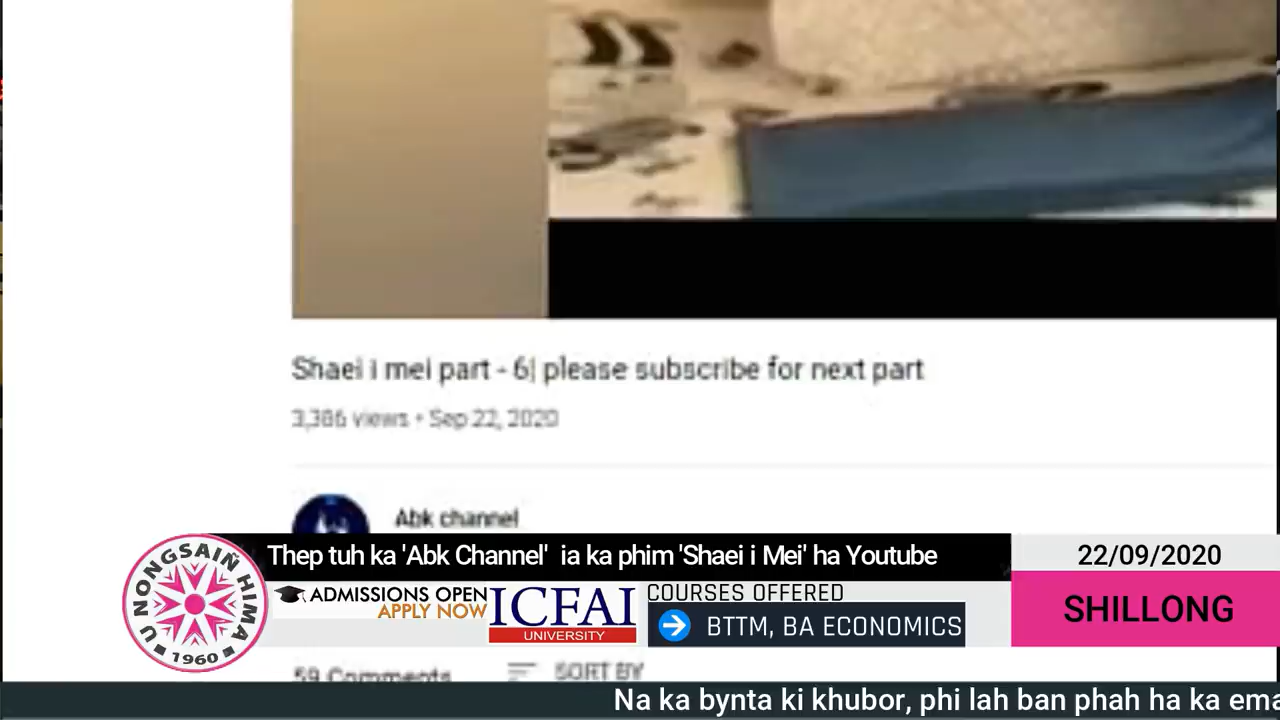 Shaei i mei part - 6| please subscribe for next part
3,386 views • Sep 22, 2020
Abk channel
Thep tuh ka 'Abk Channel' ia ka phim 'Shaei i Mei' ha Youtube
22/09/2020
U NONGSAIÑ HIMA
1960
ADMISSIONS OPEN
APPLY NOW
ICFAI
UNIVERSITY
COURSES OFFERED
BTTM, BA ECONOMICS
SHILLONG
59 Comments
SORT BY
Na ka bynta ki khubor, phi lah ban phah ha ka ema